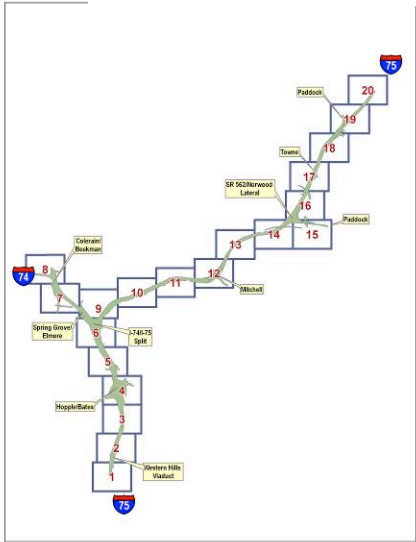 75
20
Paddock
19
18
Towne
17
SR 562/Norwood
Lateral
16
Paddock
15
14
13
Colerain/
Beekman
8
74
12
Mitchell
11
10
7
9
Spring Grove/
Elmore
6
I-74/I-75
Split
5
4
Hopple/Bates
3
2
Western Hills
Viaduct
1
75